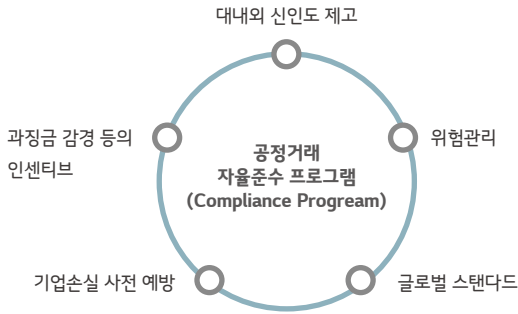 대내외 신인도 제고
과징금 감경 등의
인센티브
위험관리
공정거래
자율준수 프로그램
(Compliance Progream)
기업손실 사전 예방
글로벌 스탠다드